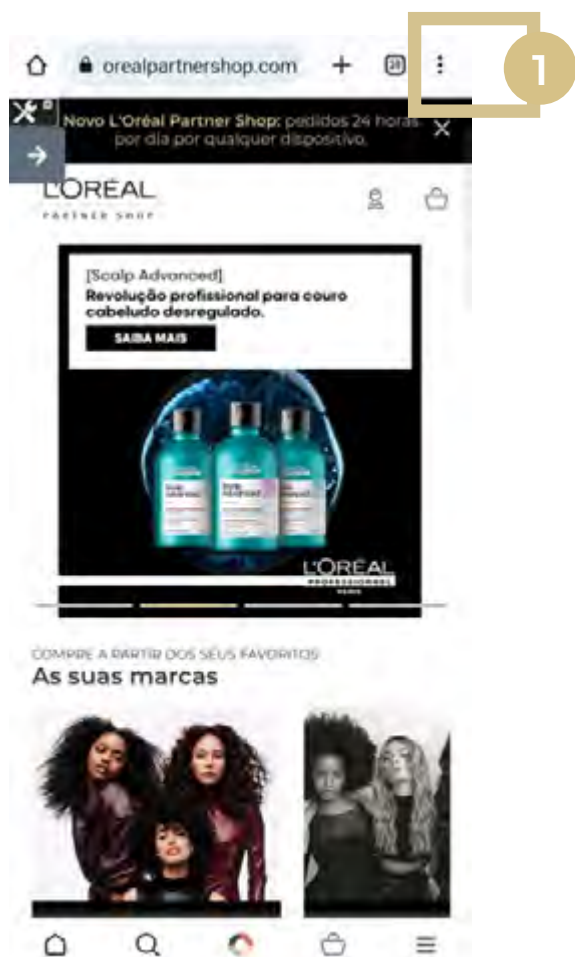 orealpartnershop.com
1
Novo L'Oréal Partner Shop: pedidos 24 horas
por dia por qualquer dispositivo.
L'ORÉAL
PARTNER SHOP
[Scalp Advanced]
Revolução profissional para couro
cabeludo desregulado.
SAIBA MAIS
L'ORÉAL
PROFESSIONNEL
PARIS
COMPRE A PARTIR DOS SEUS FAVORITOS
As suas marcas